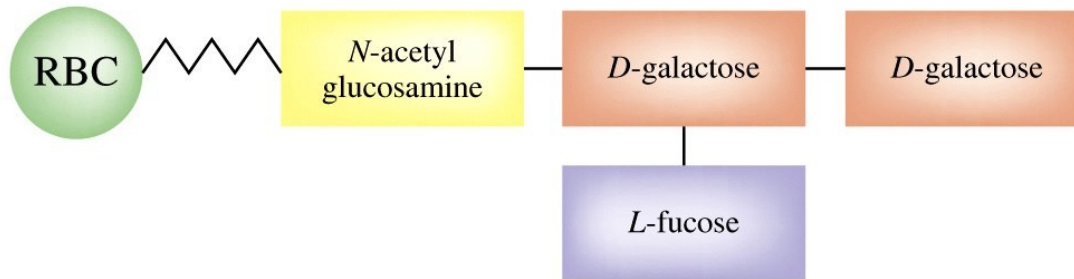 RBC
N-acetyl
glucosamine
D-galactose
D-galactose
L-fucose